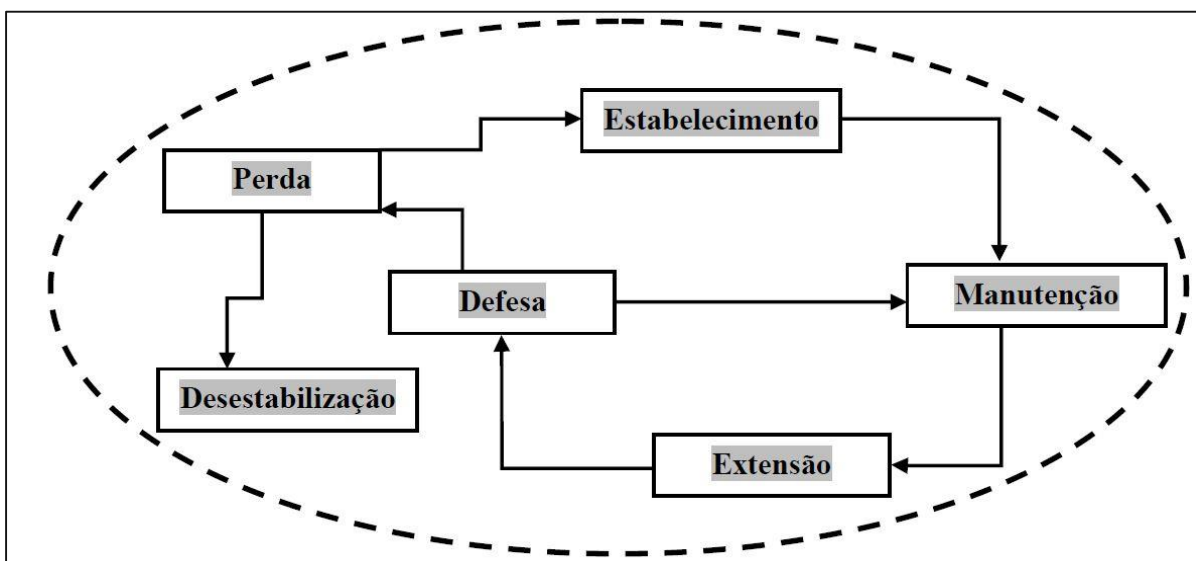 Estabelecimento
Perda
Defesa
Manutenção
Desestabilização
Extensão